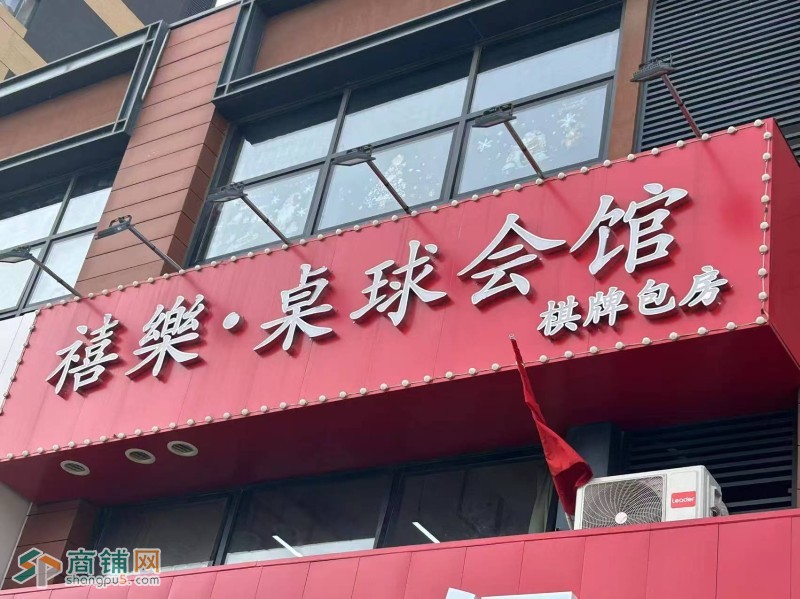 禧樂·桌球会馆
棋牌包房
Leader
商铺网
shangpu5.com